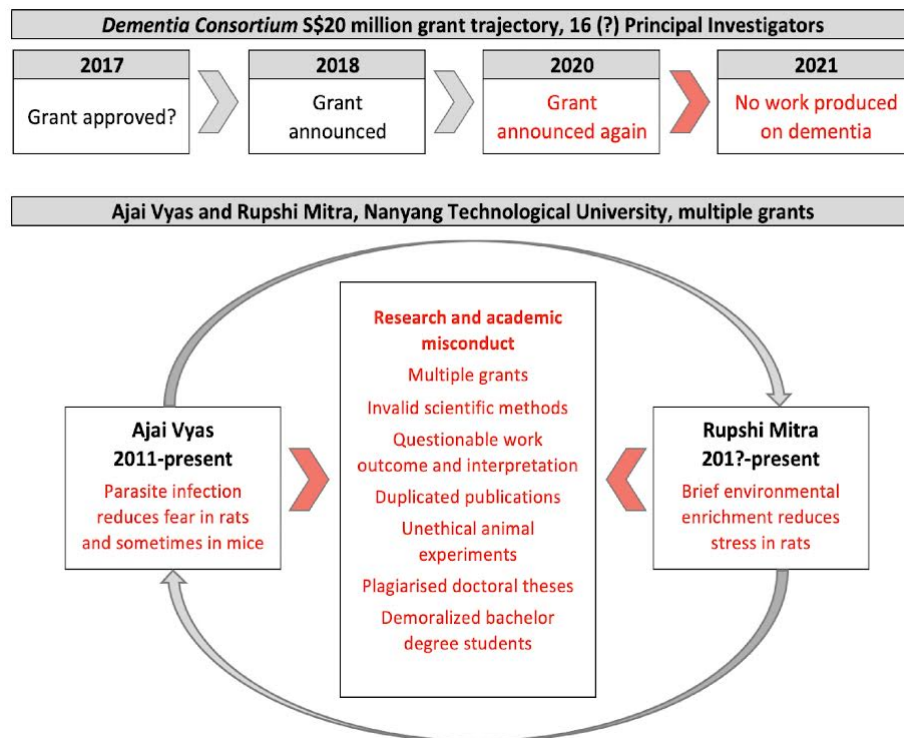 Dementia Consortium S$20 million grant trajectory, 16 (?) Principal Investigators
2017
Grant approved?
2018
Grant
announced
2020
Grant
announced again
2021
No work produced
on dementia
Ajai Vyas and Rupshi Mitra, Nanyang Technological University, multiple grants
Ajai Vyas
2011-present
Parasite infection
reduces fear in rats
and sometimes in mice
Research and academic
misconduct
Multiple grants
Invalid scientific methods
Questionable work
outcome and interpretation
Duplicated publications
Unethical animal
experiments
Plagiarised doctoral theses
Demoralized bachelor
degree students
Rupshi Mitra
201?-present
Brief environmental
enrichment reduces
stress in rats